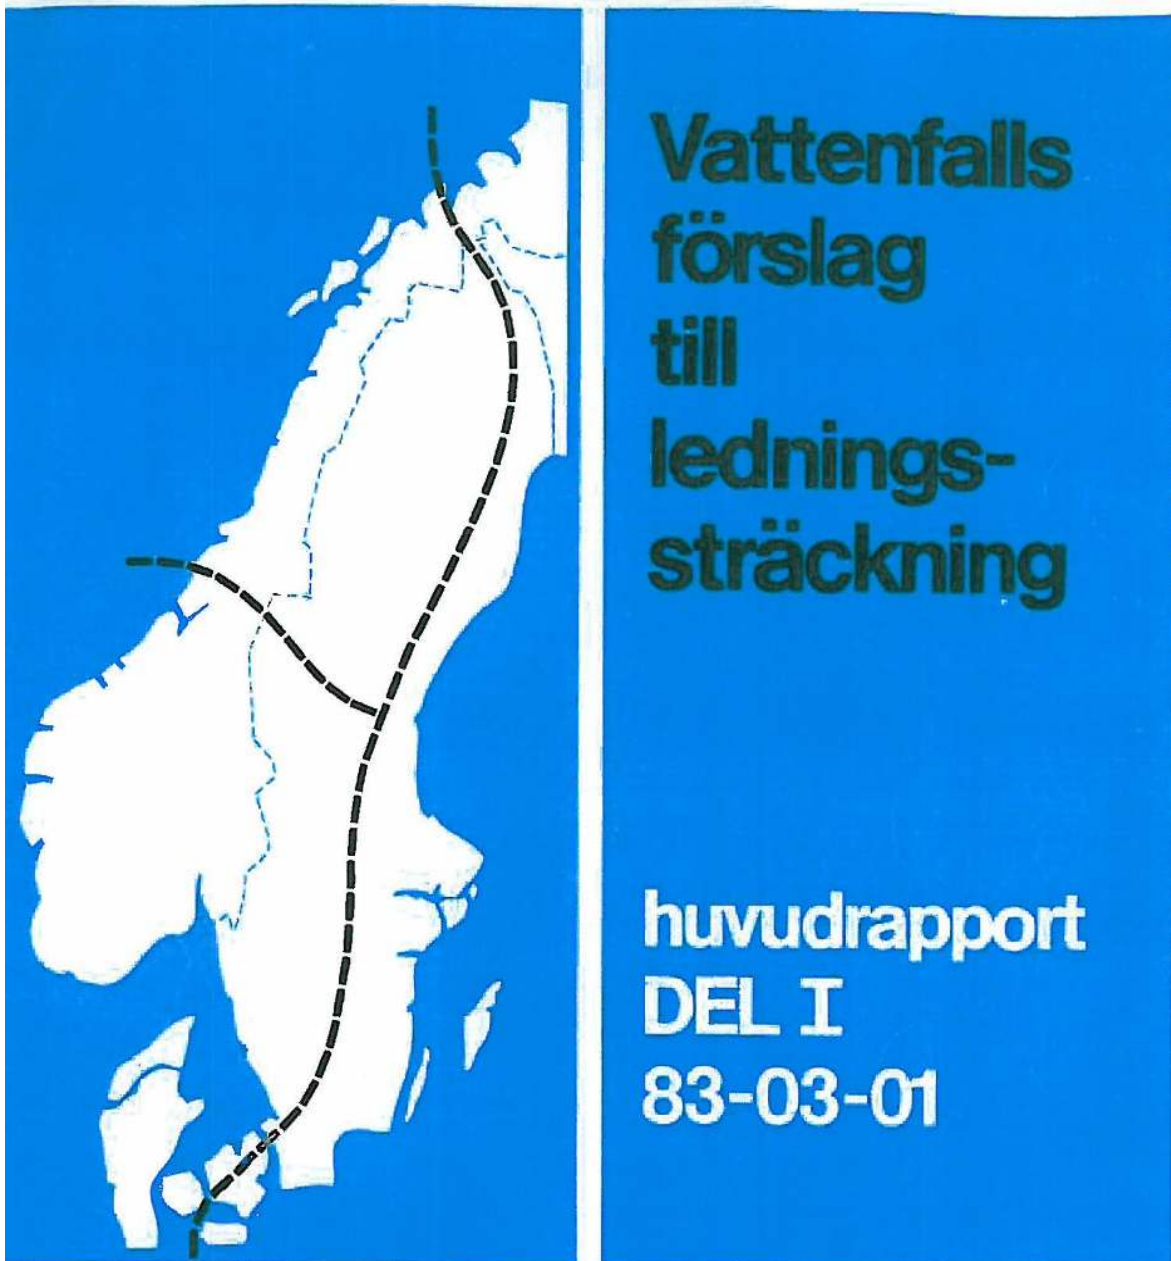 Vattenfalls
förslag
till
lednings-
sträckning
huvudrapport
DEL I
83-03-01